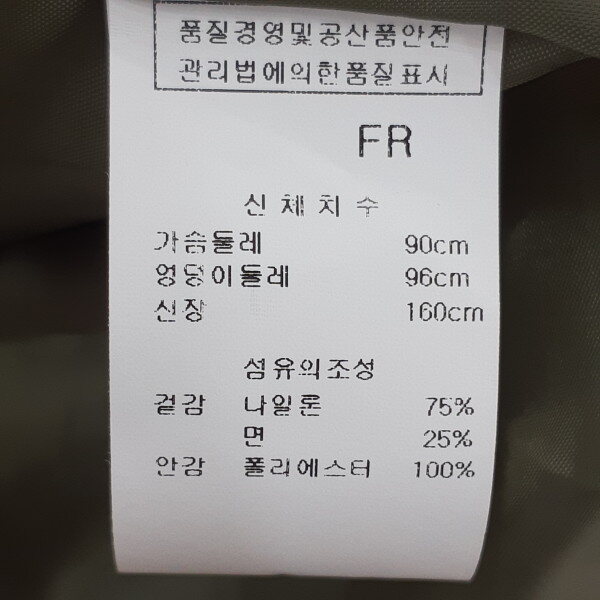 품질경영및공산품안전
관리법에의한품질표시
FR
신체치수
가슴둘레 90cm
엉덩이둘레 96cm
신장 160cm
섬유의조성
겉감 나일론 75%
면 25%
안감 폴리에스터 100%